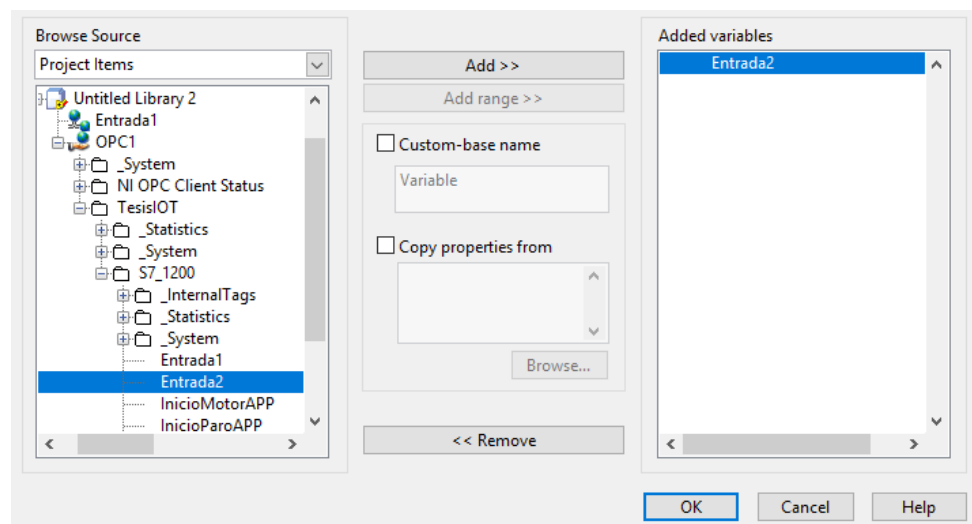 Browse Source
Project Items
Untitled Library 2
Entrada1
OPC1
_System
NI OPC Client Status
TesisIOT
_Statistics
_System
S7_1200
_InternalTags
_Statistics
_System
Entrada1
Entrada2
InicioMotorAPP
InicioParoAPP
Add >>
Add range >>
Custom-base name
Variable
Copy properties from
Browse...
<< Remove
Added variables
Entrada2
OK
Cancel
Help